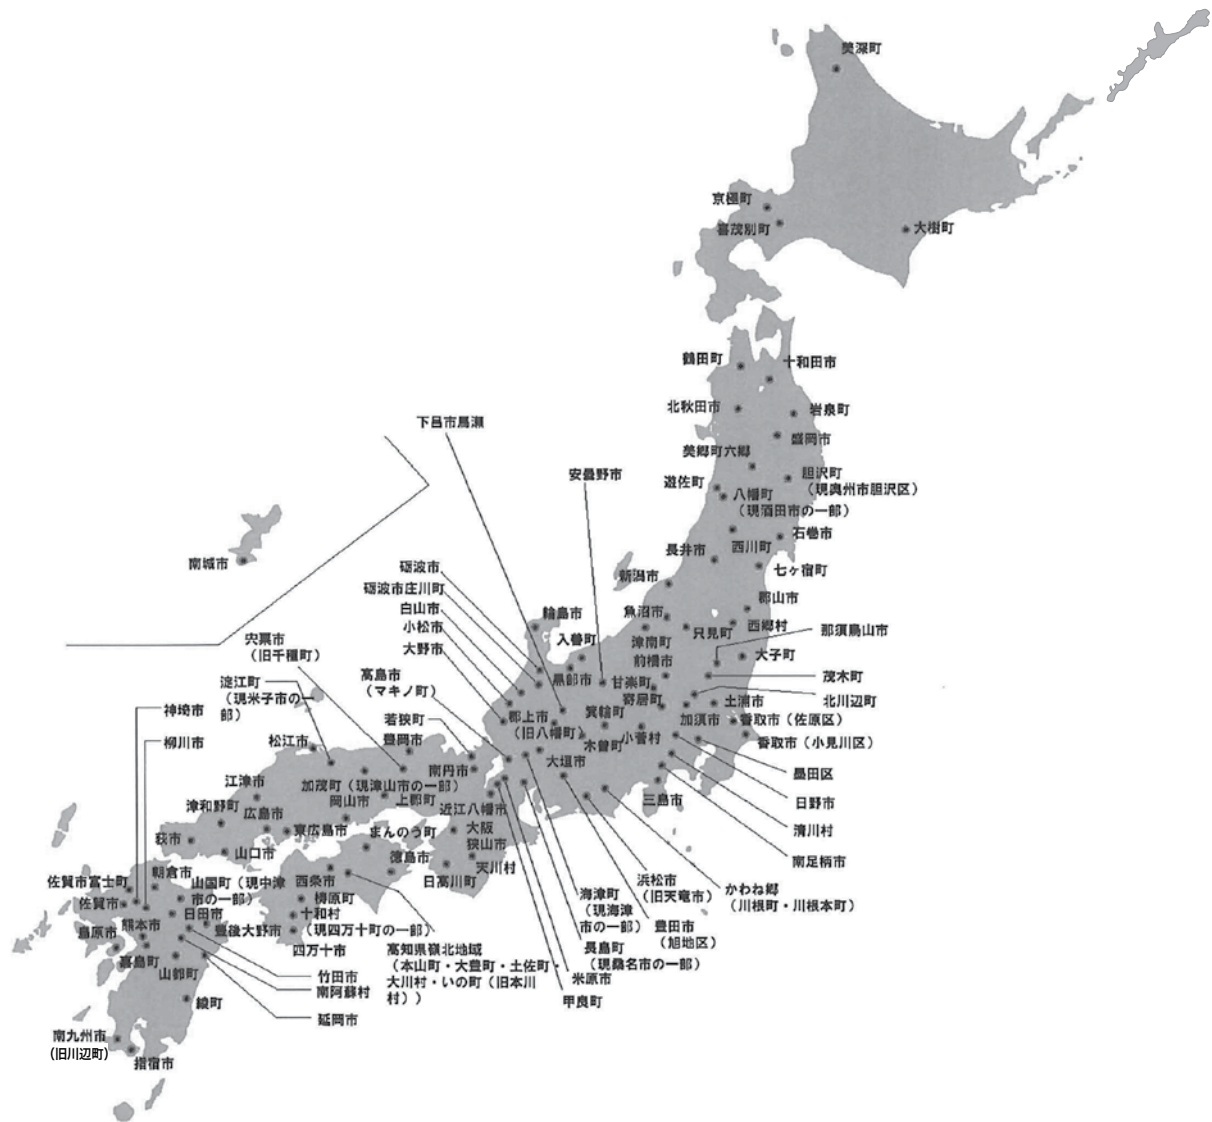 美深町
京極町
喜茂別町
大樹町
鶴田町
十和田市
北秋田市
岩泉町
盛岡市
美郷町六郷
胆沢町
(現奥州市胆沢区)
遊佐町
八幡町
(現酒田市の一部)
石巻市
西川町
長井市
七ヶ宿町
新潟市
郡山市
魚沼市
西郷村
只見町
津南町
那須烏山市
大子町
前橋市
茂木町
甘楽町
寄居町
北川辺町
土浦市
加須市
香取市(佐原区)
香取市(小見川区)
墨田区
日野市
清川村
南足柄市
三島市
小菅村
箕輪町
木曽町
下呂市馬瀬
安曇野市
砺波市
砺波市庄川町
白山市
小松市
大野市
輪島市
入善町
黒部市
郡上市
(旧八幡町)
大垣市
高島市
(マキノ町)
若狭町
豊岡市
南丹市
宍粟市
(旧千種町)
淀江町
(現米子市の一
部)
松江市
加茂町(現津山市の一部)
上郡町
岡山市
近江八幡市
大阪
狭山市
天川村
日高川町
江津市
津和野町
広島市
東広島市
萩市
山口市
まんのう町
徳島市
西条市
梼原町
十和村
(現四万十町の一部)
四万十市
高知県嶺北地域
(本山町・大豊町・土佐町・
大川村・いの町(旧本川
村))
浜松市
(旧天竜市)
かわね郷
(川根町・川根本町)
海津町
(現海津
市の一部)
豊田市
(旭地区)
長島町
(現桑名市の一部)
米原市
甲良町
南城市
神埼市
柳川市
朝倉市
佐賀市富士町
山国町(現中津
市の一部)
佐賀市
日田市
熊本市
豊後大野市
島原市
嘉島町
山都町
竹田市
南阿蘇村
綾町
延岡市
南九州市
(旧川辺町)
指宿市